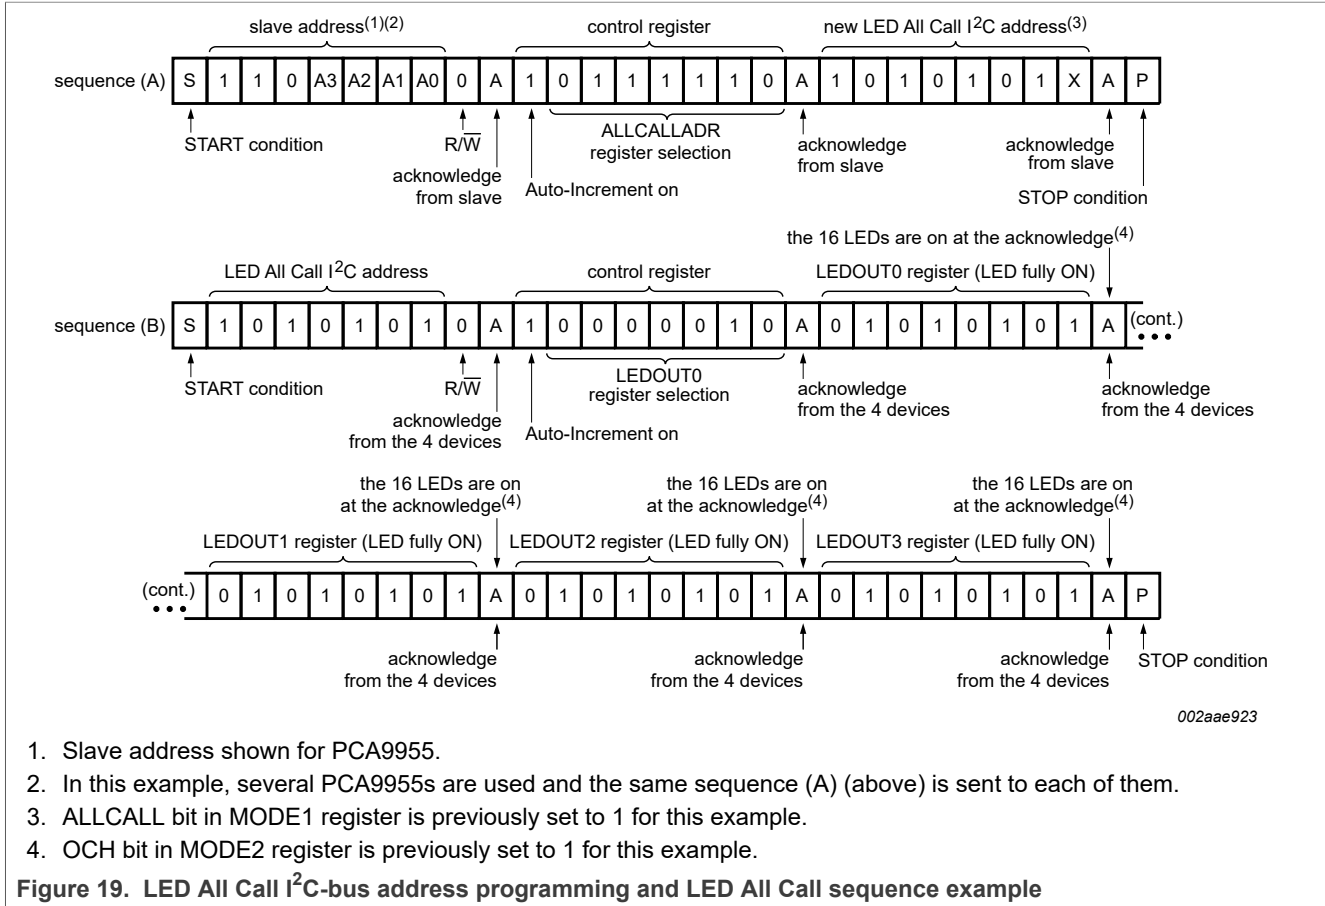 slave address(1)(2) control register new LED All Call I2C address(3)
sequence (A) S 1 1 0 A3 A2 A1 A0 0 A 1 0 1 1 1 1 1 0 A 1 0 1 0 1 0 1 X A P
START condition R/W ALLCALLADR acknowledge acknowledge
register selection from slave from slave
acknowledge
from slave Auto-Increment on STOP condition
the 16 LEDs are on at the acknowledge(4)
LED All Call I2C address control register LEDOUT0 register (LED fully ON)
sequence (B) S 1 0 1 0 1 0 1 0 A 1 0 0 0 0 0 1 0 A 0 1 0 1 0 1 0 1 A (cont.)
START condition R/W LEDOUT0 acknowledge acknowledge
register selection from the 4 devices from the 4 devices
acknowledge
from the 4 devices Auto-Increment on
the 16 LEDs are on the 16 LEDs are on the 16 LEDs are on
at the acknowledge(4) at the acknowledge(4) at the acknowledge(4)
LEDOUT1 register (LED fully ON) LEDOUT2 register (LED fully ON) LEDOUT3 register (LED fully ON)
(cont.) 0 1 0 1 0 1 0 1 A 0 1 0 1 0 1 0 1 A 0 1 0 1 0 1 0 1 A P
acknowledge acknowledge acknowledge STOP condition
from the 4 devices from the 4 devices from the 4 devices
002aae923
1. Slave address shown for PCA9955.
2. In this example, several PCA9955s are used and the same sequence (A) (above) is sent to each of them.
3. ALLCALL bit in MODE1 register is previously set to 1 for this example.
4. OCH bit in MODE2 register is previously set to 1 for this example.
Figure 19. LED All Call I2C-bus address programming and LED All Call sequence example